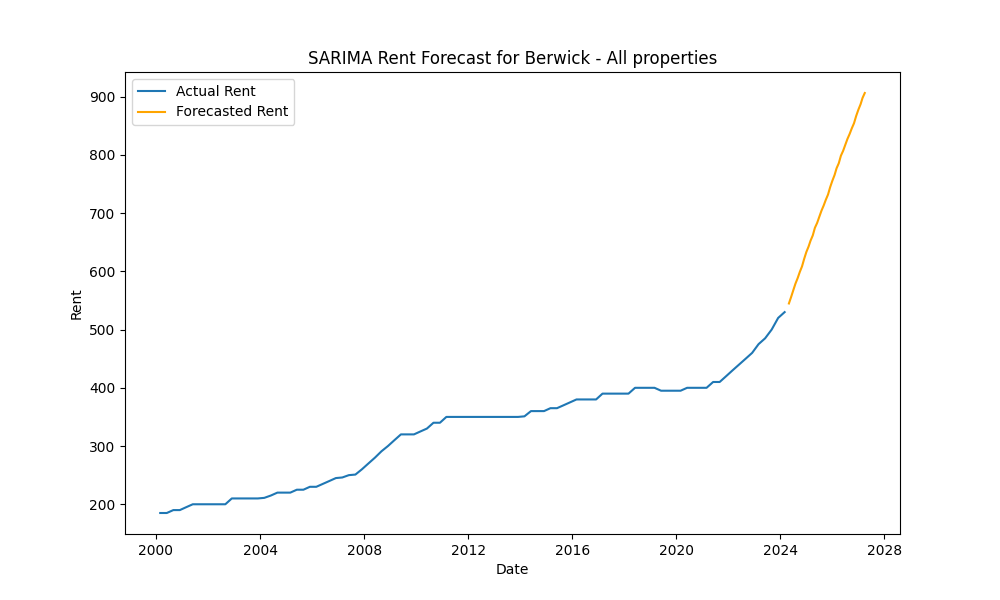 SARIMA Rent Forecast for Berwick - All properties
Actual Rent
Forecasted Rent
900
800
700
600
500
400
300
200
Rent
2000 2004 2008 2012 2016 2020 2024 2028
Date